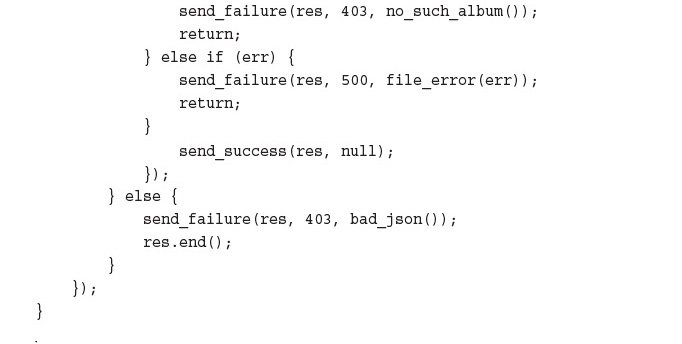 send_failure(res, 403, no_such_album());
return;
} else if (err) {
send_failure(res, 500, file_error(err));
return;
}
send_success(res, null);
});
} else {
send_failure(res, 403, bad_json());
res.end();
}
});
}